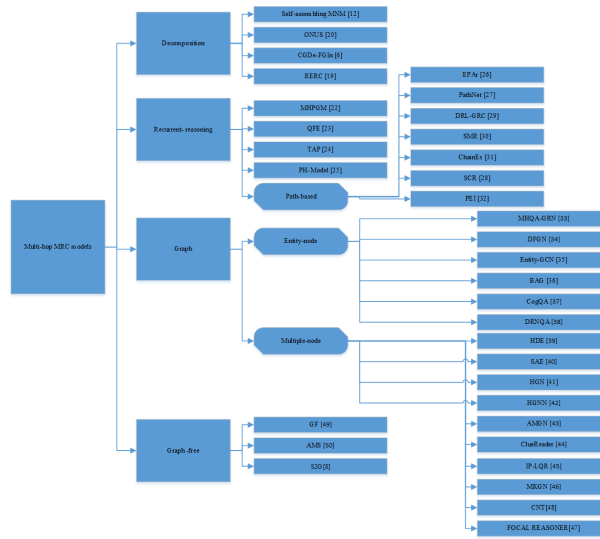 Multi-hop MRC models
Decomposition
Self-assembling MNM [12]
ONUS [20]
CGDe-FGIn [6]
RERC [19]
Recurrent- reasoning
MHPGM [22]
QFE [23]
TAP [24]
PH-Model [25]
Path-based
EPAr [26]
PathNet [27]
DRL-GRC [29]
SMR [30]
ChainEx [31]
SCR [28]
PEI [32]
Graph
Entity-node
MHQA-GRN [33]
DFGN [34]
Entity-GCN [35]
BAG [36]
CogQA [37]
DRNQA [38]
Multiple-node
HDE [39]
SAE [40]
HGN [41]
HGNN [42]
AMGN [43]
ClueReader [44]
IP-LQR [45]
MKGN [46]
CNT[48]
FOCAL REASONER[47]
Graph -free
GF [49]
AMS [50]
SIG[8]